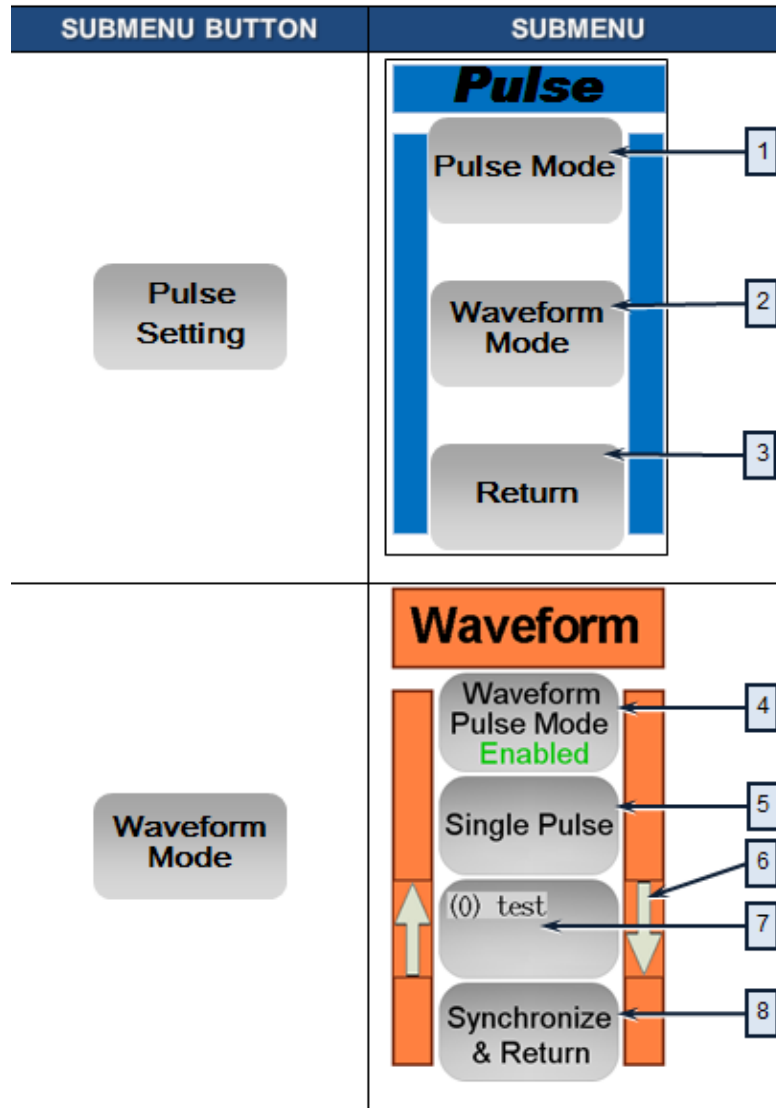 SUBMENU BUTTON
SUBMENU
Pulse
Setting
Pulse
Pulse Mode
1
Waveform
Mode
2
Return
3
Waveform
Mode
Waveform
Waveform
Pulse Mode
Enabled
4
Single Pulse
5
6
(0) test
7
Synchronize
& Return
8